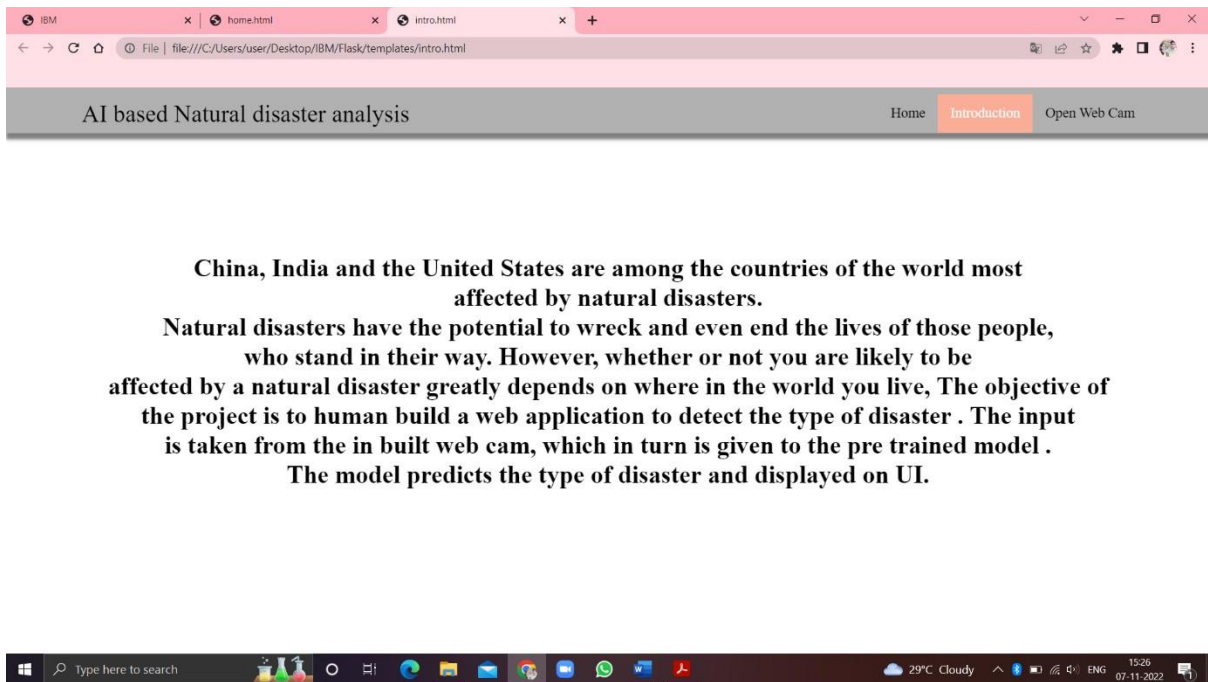 IBM
home.html
intro.html
File | file:///C:/Users/user/Desktop/IBM/Flask/templates/intro.html
AI based Natural disaster analysis
Home Introduction Open Web Cam
China, India and the United States are among the countries of the world most
affected by natural disasters.
Natural disasters have the potential to wreck and even end the lives of those people,
who stand in their way. However, whether or not you are likely to be
affected by a natural disaster greatly depends on where in the world you live, The objective of
the project is to human build a web application to detect the type of disaster . The input
is taken from the in built web cam, which in turn is given to the pre trained model .
The model predicts the type of disaster and displayed on UI.
Type here to search
29°C Cloudy
ENG
15:26
07-11-2022